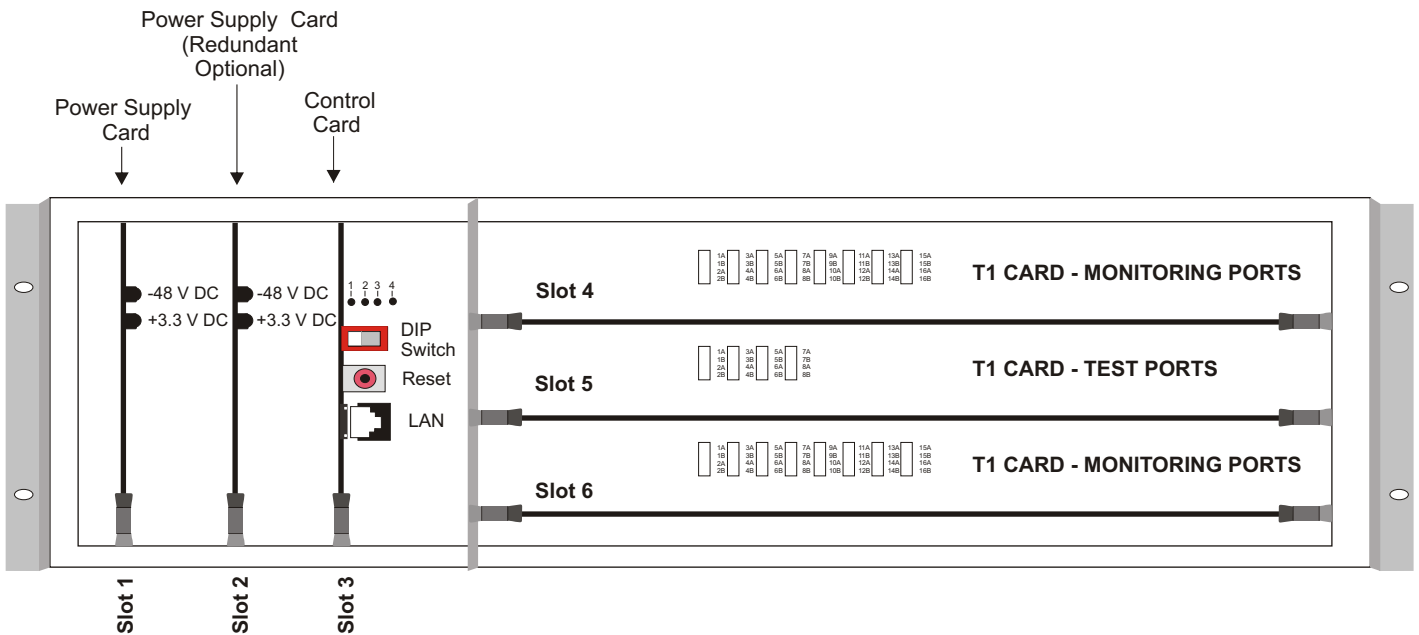 Power Supply Card
(Redundant
Optional)
Power Supply
Card
Control
Card
-48 V DC
+3.3 V DC
-48 V DC
+3.3 V DC
1 2 3 4
DIP
Switch
Reset
LAN
Slot 4
1A 3A 5A 7A 9A 11A 13A 15A
1B 3B 5B 7B 9B 11B 13B 15B
2A 4A 6A 8A 10A 12A 14A 16A
2B 4B 6B 8B 10B 12B 14B 16B
T1 CARD - MONITORING PORTS
Slot 5
1A 3A 5A 7A
1B 3B 5B 7B
2A 4A 6A 8A
2B 4B 6B 8B
T1 CARD - TEST PORTS
Slot 6
1A 3A 5A 7A 9A 11A 13A 15A
1B 3B 5B 7B 9B 11B 13B 15B
2A 4A 6A 8A 10A 12A 14A 16A
2B 4B 6B 8B 10B 12B 14B 16B
T1 CARD - MONITORING PORTS
Slot 1
Slot 2
Slot 3